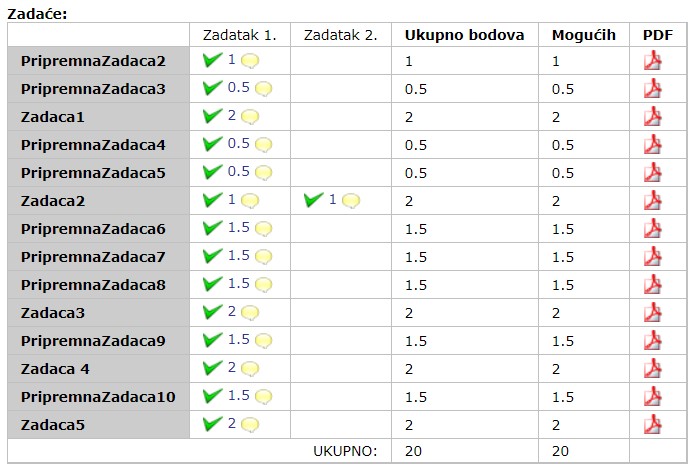 Zadaće:
Zadatak 1. Zadatak 2. Ukupno bodova Mogućih PDF
PripremnaZadaca2 1 1 1
PripremnaZadaca3 0.5 0.5 0.5
Zadaca1 2 2 2
PripremnaZadaca4 0.5 0.5 0.5
PripremnaZadaca5 0.5 0.5 0.5
Zadaca2 1 1 2 2
PripremnaZadaca6 1.5 1.5 1.5
PripremnaZadaca7 1.5 1.5 1.5
PripremnaZadaca8 1.5 1.5 1.5
Zadaca3 2 2 2
PripremnaZadaca9 1.5 1.5 1.5
Zadaca 4 2 2 2
PripremnaZadaca10 1.5 1.5 1.5
Zadaca5 2 2 2
UKUPNO: 20 20